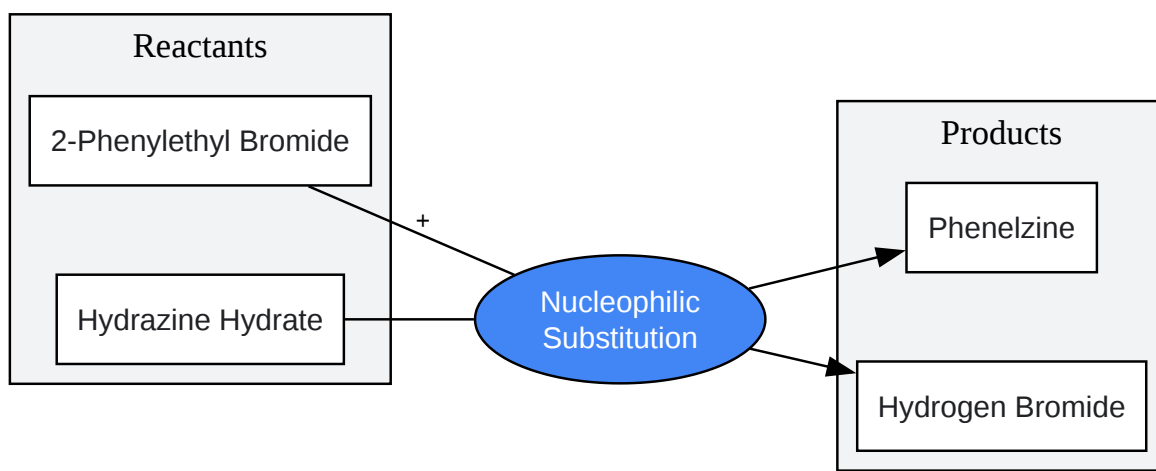 Reactants
2-Phenylethyl Bromide
+
Hydrazine Hydrate
Nucleophilic
Substitution
Products
Phenelzine
Hydrogen Bromide